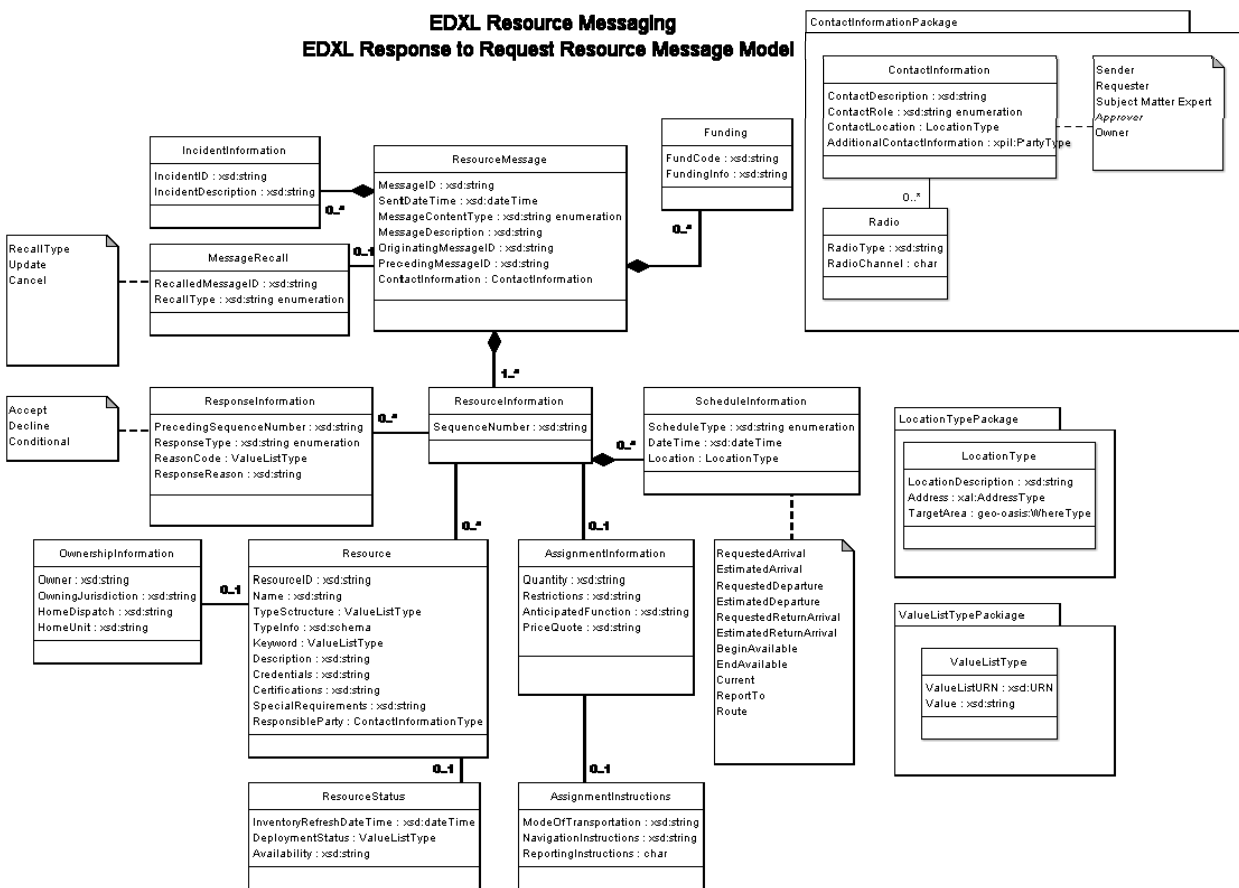 EDXL Resource Messaging
EDXL Response to Request Resource Message Model
ContactInformationPackage
ContactInformation
ContactDescription : xsd:string
ContactRole : xsd:string enumeration
ContactLocation : LocationType
AdditionalContactInformation : xpil:PartyType
Sender
Requester
Subject Matter Expert
Approver
Owner
0..*
Radio
RadioType : xsd:string
RadioChannel : char
IncidentInformation
IncidentID : xsd:string
IncidentDescription : xsd:string
0..*
ResourceMessage
MessageID : xsd:string
SentDateTime : xsd:dateTime
MessageContentType : xsd:string enumeration
MessageDescription : xsd:string
OriginatingMessageID : xsd:string
PrecedingMessageID : xsd:string
ContactInformation : ContactInformation
Funding
FundCode : xsd:string
FundingInfo : xsd:string
0..*
RecallType
Update
Cancel
MessageRecall
RecalledMessageID : xsd:string
RecallType : xsd:string enumeration
0..1
1..*
Accept
Decline
Conditional
ResponseInformation
PrecedingSequenceNumber : xsd:string
ResponseType : xsd:string enumeration
ReasonCode : ValueListType
ResponseReason : xsd:string
0..*
ResourceInformation
SequenceNumber : xsd:string
0..*
ScheduleInformation
ScheduleType : xsd:string enumeration
DateTime : xsd:dateTime
Location : LocationType
LocationTypePackage
LocationType
LocationDescription : xsd:string
Address : xal:AddressType
TargetArea : geo-oasis:WhereType
0..*
0..1
OwnershipInformation
Owner : xsd:string
OwningJurisdiction : xsd:string
HomeDispatch : xsd:string
HomeUnit : xsd:string
0..1
Resource
ResourceID : xsd:string
Name : xsd:string
TypeSctructure : ValueListType
TypeInfo : xsd:schema
Keyword : ValueListType
Description : xsd:string
Credentials : xsd:string
Certifications : xsd:string
SpecialRequirements : xsd:string
ResponsibleParty : ContactInformationType
AssignmentInformation
Quantity : xsd:string
Restrictions : xsd:string
AnticipatedFunction : xsd:string
PriceQuote : xsd:string
RequestedArrival
EstimatedArrival
RequestedDeparture
EstimatedDeparture
RequestedReturnArrival
EstimatedReturnArrival
BeginAvailable
EndAvailable
Current
ReportTo
Route
ValueListTypePackiage
ValueListType
ValueListURN : xsd:URN
Value : xsd:string
0..1
0..1
ResourceStatus
InventoryRefreshDateTime : xsd:dateTime
DeploymentStatus : ValueListType
Availability : xsd:string
AssignmentInstructions
ModeOfTransportation : xsd:string
NavigationInstructions : xsd:string
ReportingInstructions : char